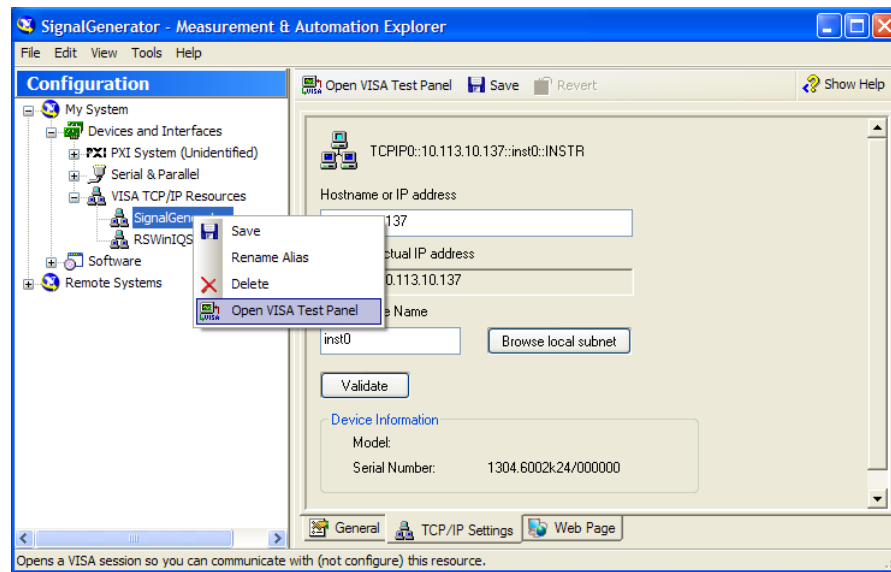 SignalGenerator - Measurement & Automation Explorer
File Edit View Tools Help
Configuration
My System
Devices and Interfaces
PXI PXI System (Unidentified)
Serial & Parallel
VISA TCP/IP Resources
SignalGen
RSWinIQS
Software
Remote Systems
Save
Rename Alias
Delete
Open VISA Test Panel
Open VISA Test Panel Save Revert Show Help
TCPIP0::10.113.10.137::inst0::INSTR
Hostname or IP address
137
ctual IP address
0.113.10.137
e Name
inst0 Browse local subnet
Validate
Device Information
Model:
Serial Number: 1304.6002k24/000000
General TCP/IP Settings Web Page
Opens a VISA session so you can communicate with (not configure) this resource.